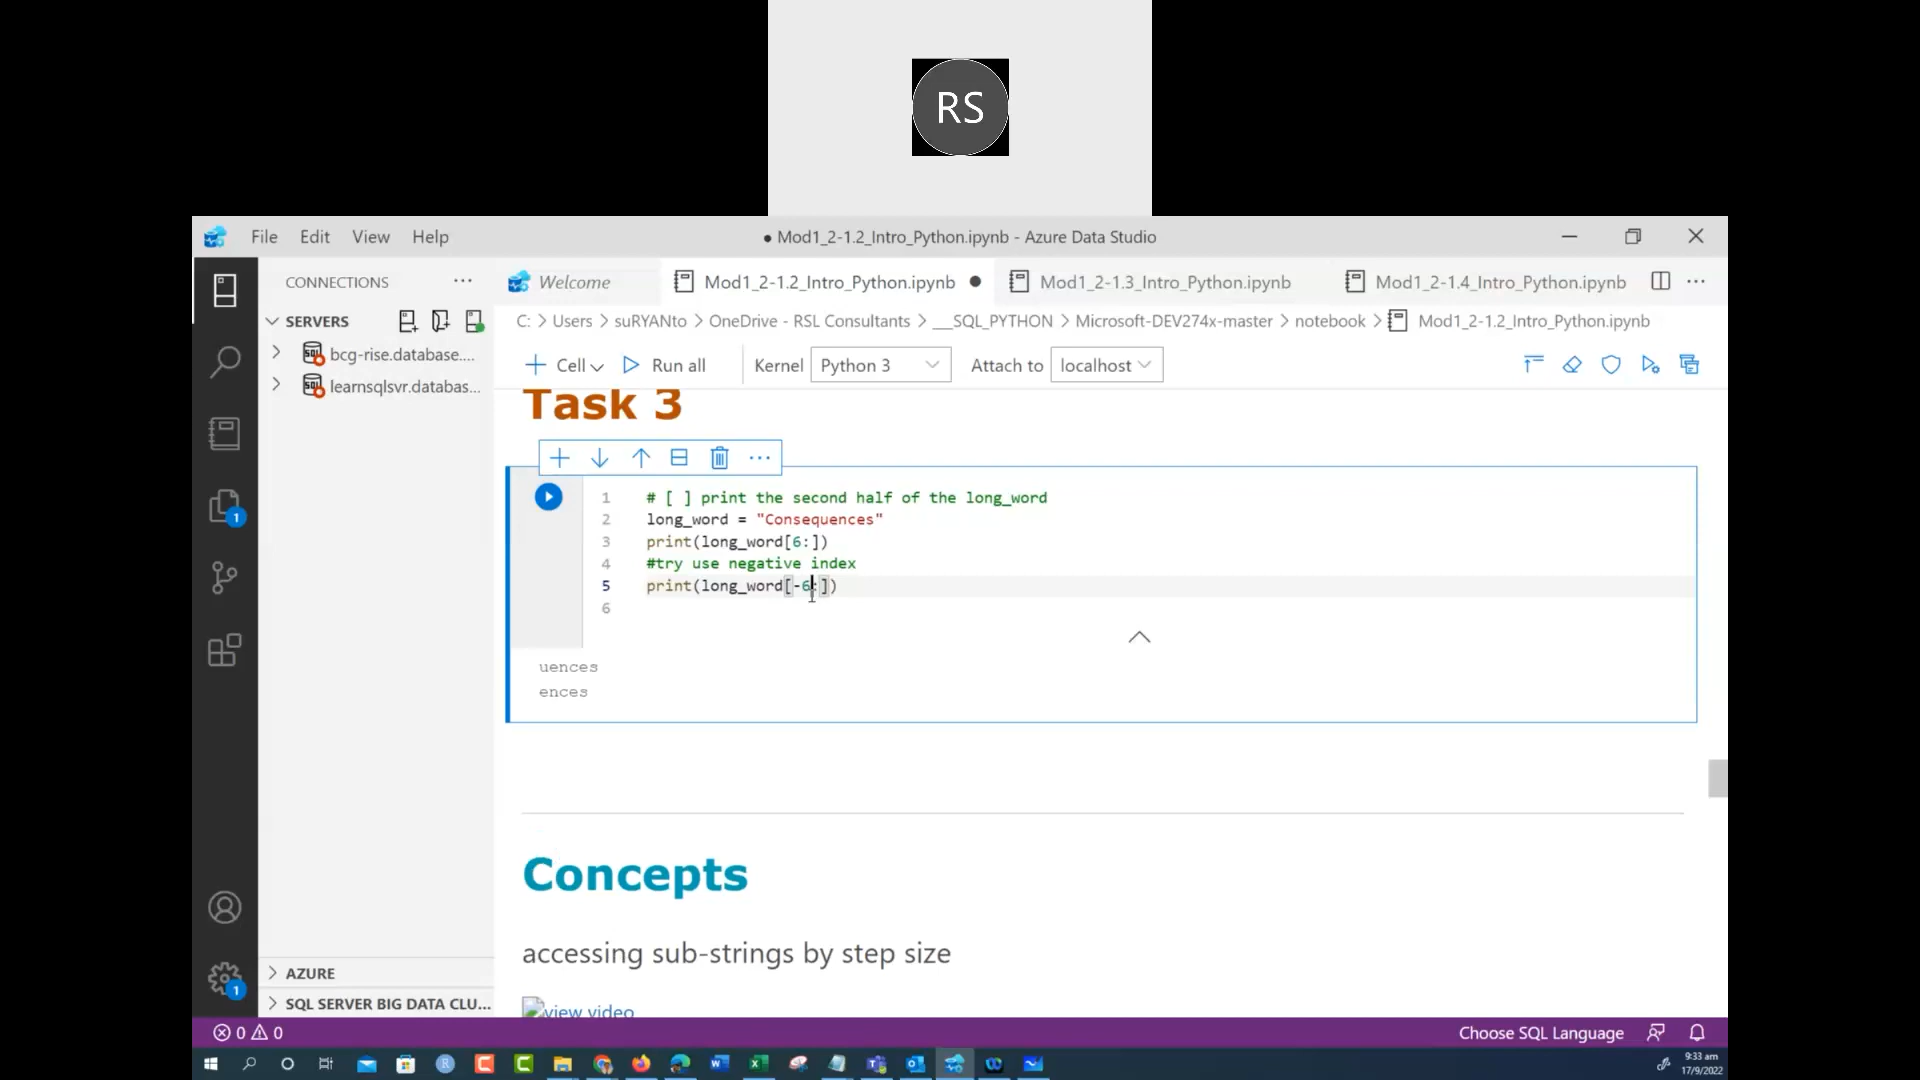 RS
File Edit View Help
● Mod1_2-1.2_Intro_Python.ipynb - Azure Data Studio
CONNECTIONS
Welcome
Mod1_2-1.2_Intro_Python.ipynb
Mod1_2-1.3_Intro_Python.ipynb
Mod1_2-1.4_Intro_Python.ipynb
SERVERS
C: > Users > suRYANto > OneDrive - RSL Consultants > __SQL_PYTHON > Microsoft-DEV274x-master > notebook > Mod1_2-1.2_Intro_Python.ipynb
bcg-rise.database....
learnsqlsvr.databas...
Cell Run all Kernel Python 3 Attach to localhost
Task 3
1 # [ ] print the second half of the long_word
2 long_word = "Consequences"
3 print(long_word[6:])
4 #try use negative index
5 print(long_word[-6:])
6
uences
ences
Concepts
accessing sub-strings by step size
view video
1
1
AZURE
SQL SERVER BIG DATA CLU...
0 0
Choose SQL Language
9:33 am
17/9/2022